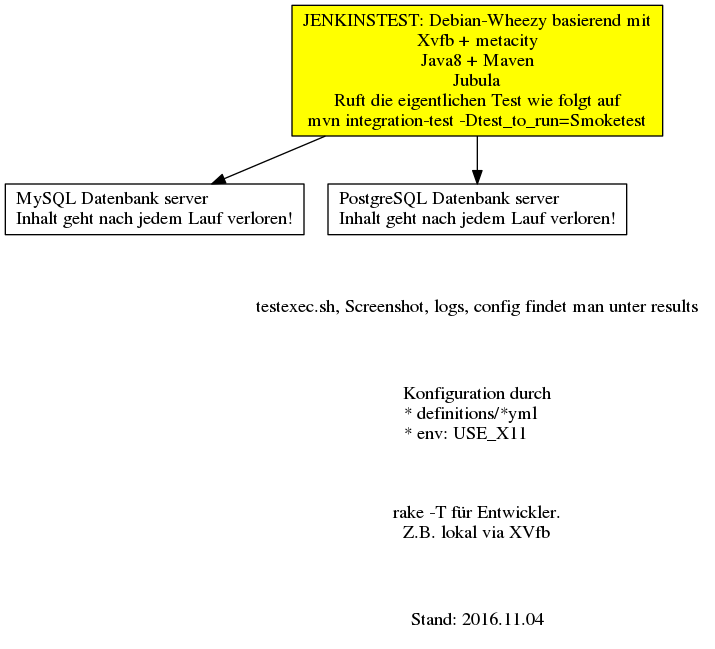 JENKINSTEST: Debian-Wheezy basierend mit
Xvfb + metacity
Java8 + Maven
Jubula
Ruft die eigentlichen Test wie folgt auf
mvn integration-test -Dtest_to_run=Smoketest
MySQL Datenbank server
Inhalt geht nach jedem Lauf verloren!
PostgreSQL Datenbank server
Inhalt geht nach jedem Lauf verloren!
testexec.sh, Screenshot, logs, config findet man unter results
Konfiguration durch
* definitions/*yml
* env: USE_X11
rake -T für Entwickler.
Z.B. lokal via XVfb
Stand: 2016.11.04